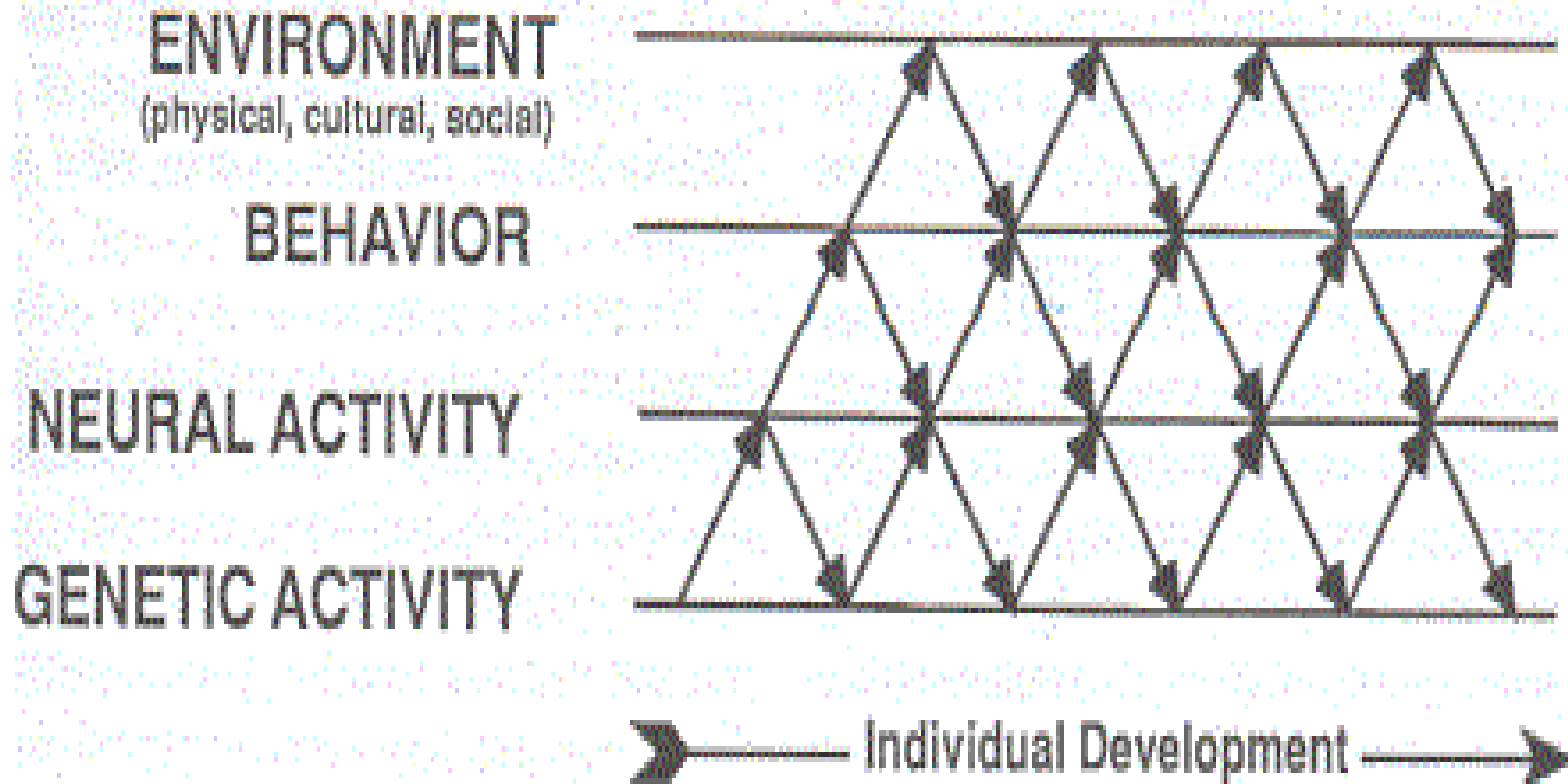 ENVIRONMENT
(physical, cultural, social)
BEHAVIOR
NEURAL ACTIVITY
GENETIC ACTIVITY
Individual Development